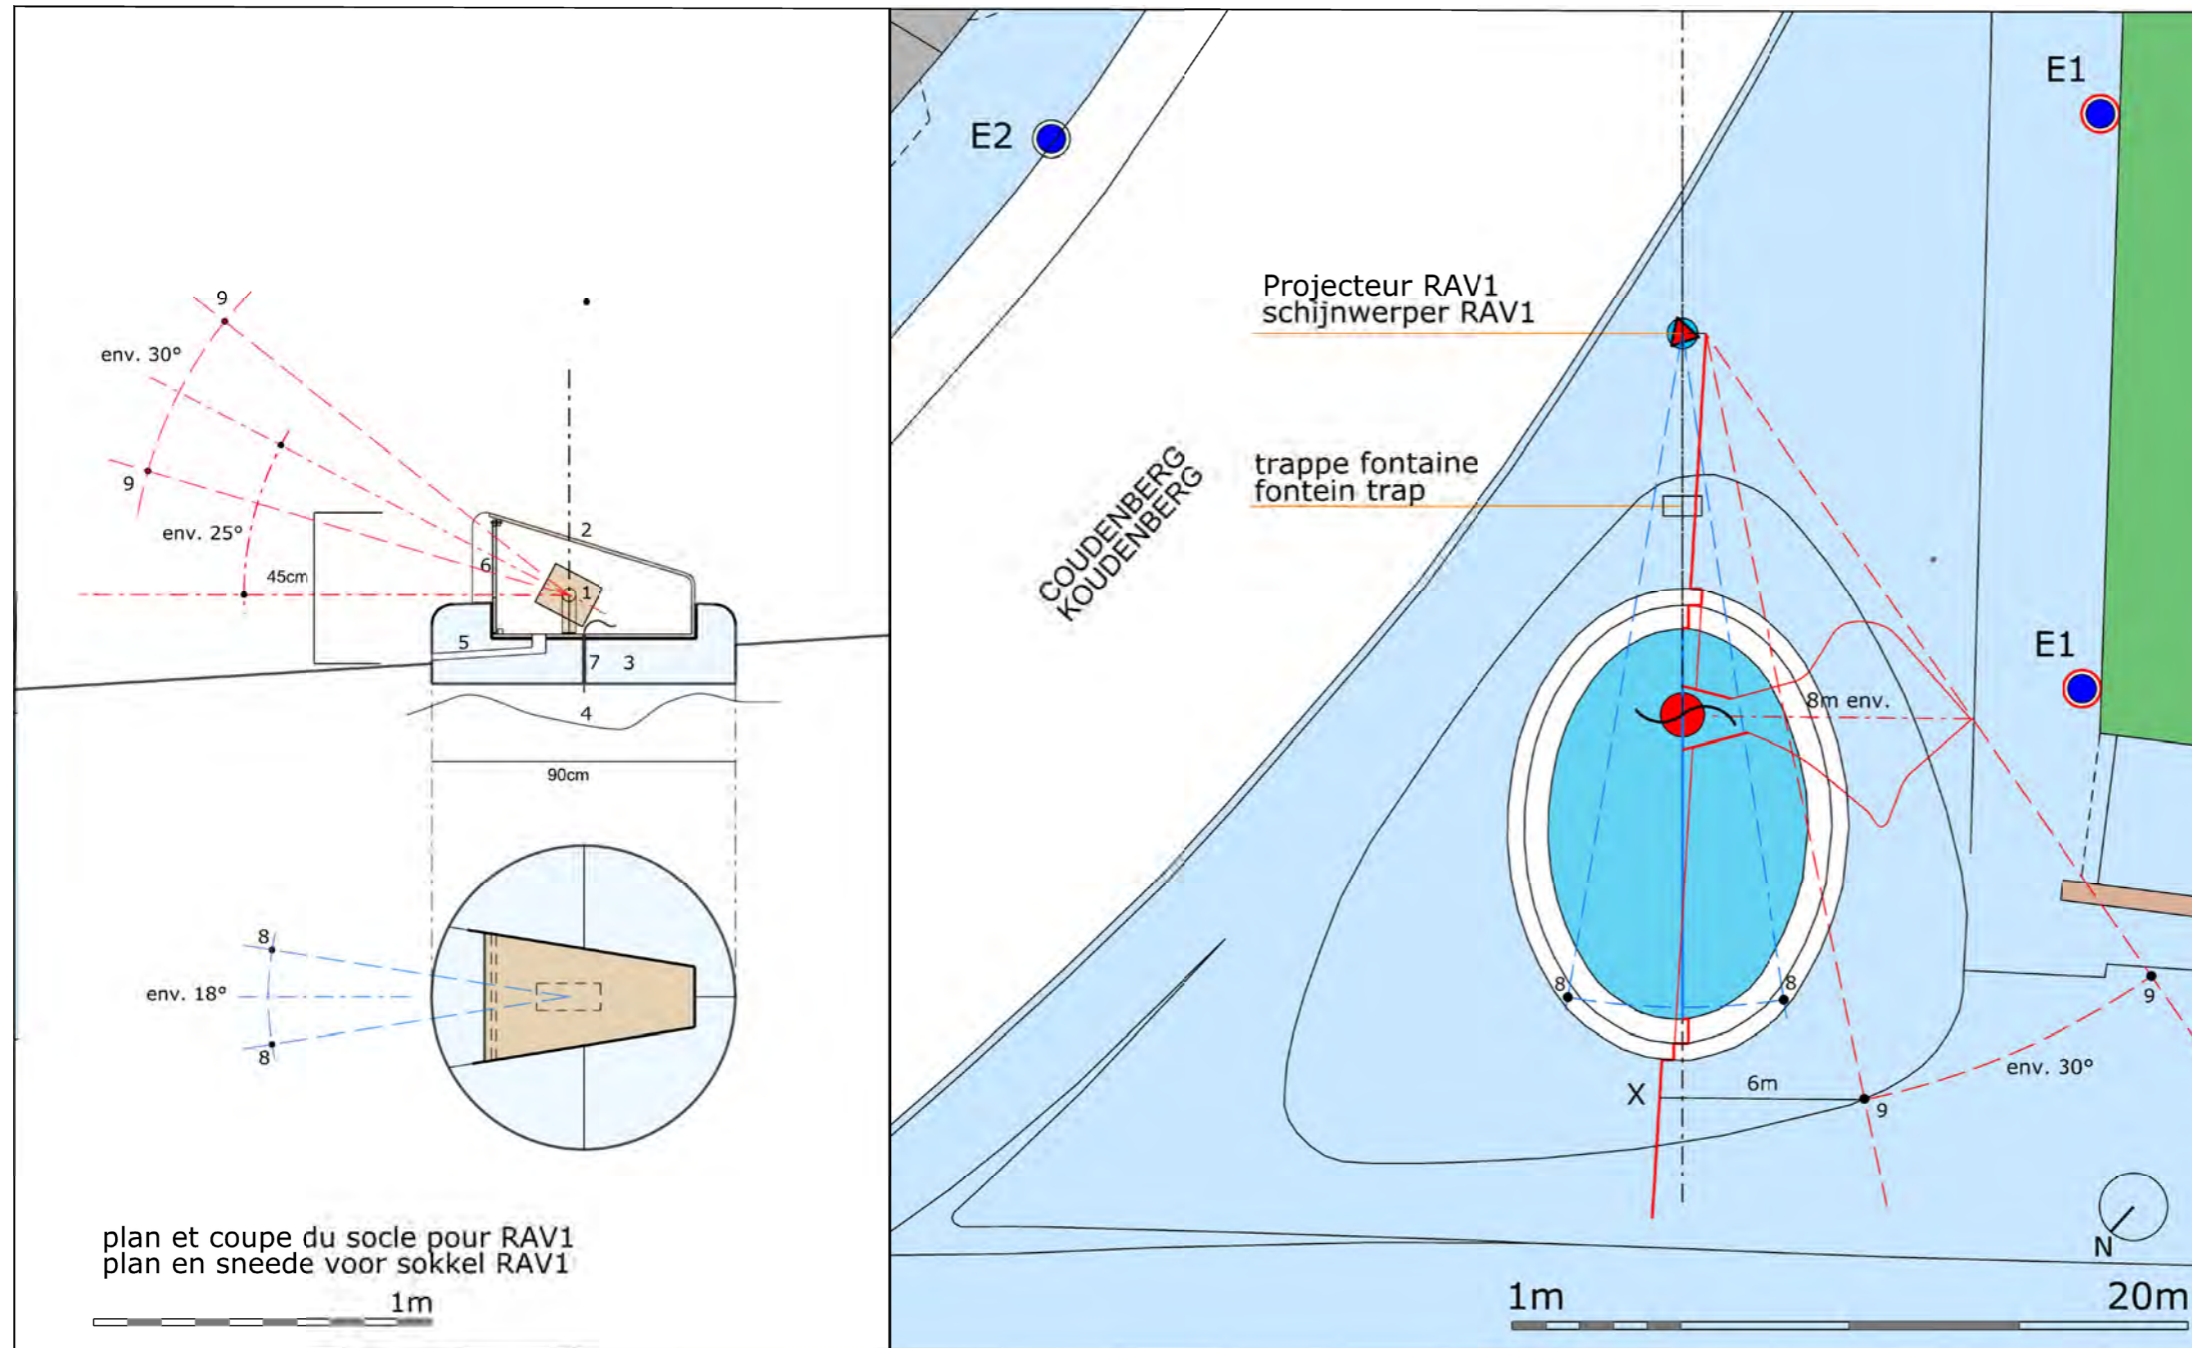 9
env. 30°
9
env. 25°
45cm
2
6
1
5
7
3
4
90cm
8
env. 18°
8
plan et coupe du socle pour RAV1
plan en sneede voor sokkel RAV1
1m
E2
E1
Projecteur RAV1
schijnwerper RAV1
trappe fontaine
fontein trap
COUDENBERG
KOUDENBERG
E1
8m env.
8
8
9
env. 30°
6m
X
9
N
1m
20m